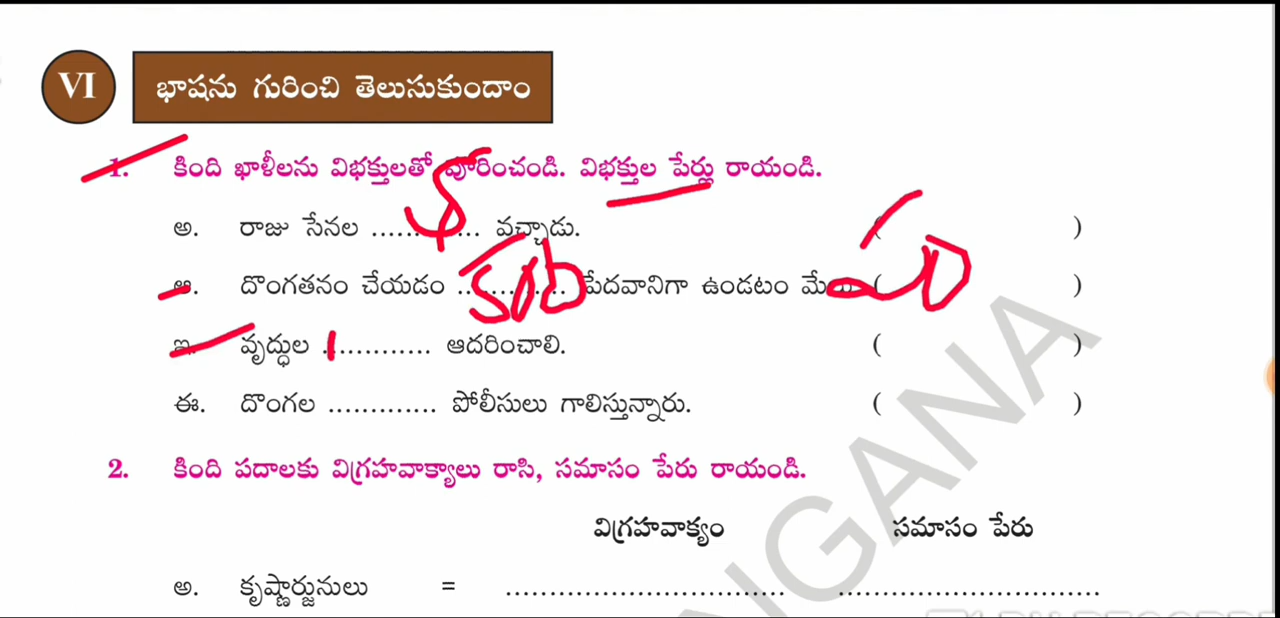 VI భాషను గురించి తెలుసుకుందాం
1. కింది ఖాళీలను విభక్తులతో పూరించండి. విభక్తుల పేర్లు రాయండి.
అ. రాజు సేనల ............. వచ్చాడు. ( )
ఆ. దొంగతనం చేయడం ............. పేదవానిగా ఉండటం మేలు ( )
ఇ. వృద్ధుల ............. ఆదరించాలి. ( )
ఈ. దొంగల ............. పోలీసులు గాలిస్తున్నారు. ( )
2. కింది పదాలకు విగ్రహవాక్యాలు రాసి, సమాసం పేరు రాయండి.
విగ్రహవాక్యం సమాసం పేరు
అ. కృష్ణార్జునులు = ................................ ..............................